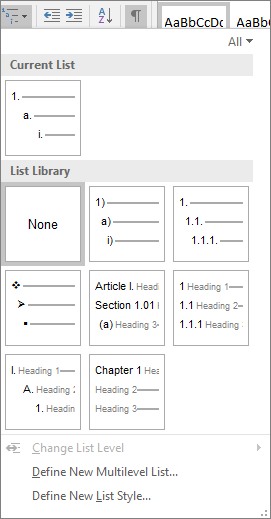 AaBbCcDc AaBbC
All
Current List
1.
a.
i.
List Library
None
1)
a)
i)
1.
1.1.
1.1.1.
Article I. Headi
Section 1.01 H
(a) Heading 3
1 Heading 1
1.1 Heading 2
1.1.1 Heading
I. Heading 1
A. Heading 2
1. Headin
Chapter 1 Hea
Heading 2
Heading 3
Change List Level
Define New Multilevel List...
Define New List Style...